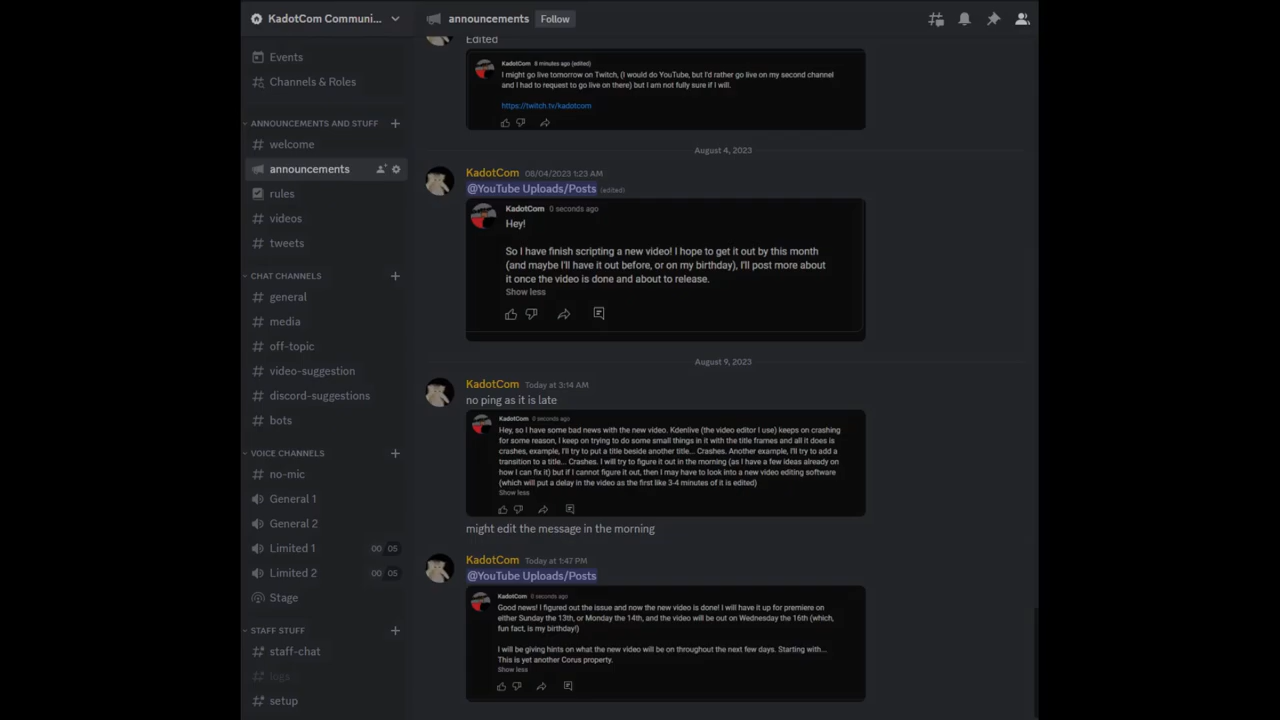 KadotCom Communi...
Events
Channels & Roles
ANNOUNCEMENTS AND STUFF
welcome
announcements
rules
videos
tweets
CHAT CHANNELS
general
media
off-topic
video-suggestion
discord-suggestions
bots
VOICE CHANNELS
no-mic
General 1
General 2
Limited 1 00 05
Limited 2 00 05
Stage
STAFF STUFF
staff-chat
logs
setup
announcements Follow
Edited
KadotCom 8 minutes ago (edited)
I might go live tomorrow on Twitch, (I would do YouTube, but I'd rather go live on my second channel
and I had to request to go live on there) but I am not fully sure if I will.
https://twitch.tv/kadotcom
August 4, 2023
KadotCom 08/04/2023 1:23 AM
@YouTube Uploads/Posts (edited)
KadotCom 0 seconds ago
Hey!
So I have finish scripting a new video! I hope to get it out by this month
(and maybe I'll have it out before, or on my birthday), I'll post more about
it once the video is done and about to release.
Show less
August 9, 2023
KadotCom Today at 3:14 AM
no ping as it is late
KadotCom 0 seconds ago
Hey, so I have some bad news with the new video. Kdenlive (the video editor I use) keeps on crashing
for some reason, I keep on trying to do some small things in it with the title frames and all it does is
crashes, example, I'll try to put a title beside another title... Crashes. Another example, I'll try to add a
transition to a title... Crashes. I will try to figure it out in the morning (as I have a few ideas already on
how I can fix it) but if I cannot figure it out, then I may have to look into a new video editing software
(which will put a delay in the video as the first like 3-4 minutes of it is edited)
Show less
might edit the message in the morning
KadotCom Today at 1:47 PM
@YouTube Uploads/Posts
KadotCom 0 seconds ago
Good news! I figured out the issue and now the new video is done! I will have it up for premiere on
either Sunday the 13th, or Monday the 14th, and the video will be out on Wednesday the 16th (which,
fun fact, is my birthday!)
I will be giving hints on what the new video will be on throughout the next few days. Starting with...
This is yet another Corus property.
Show less